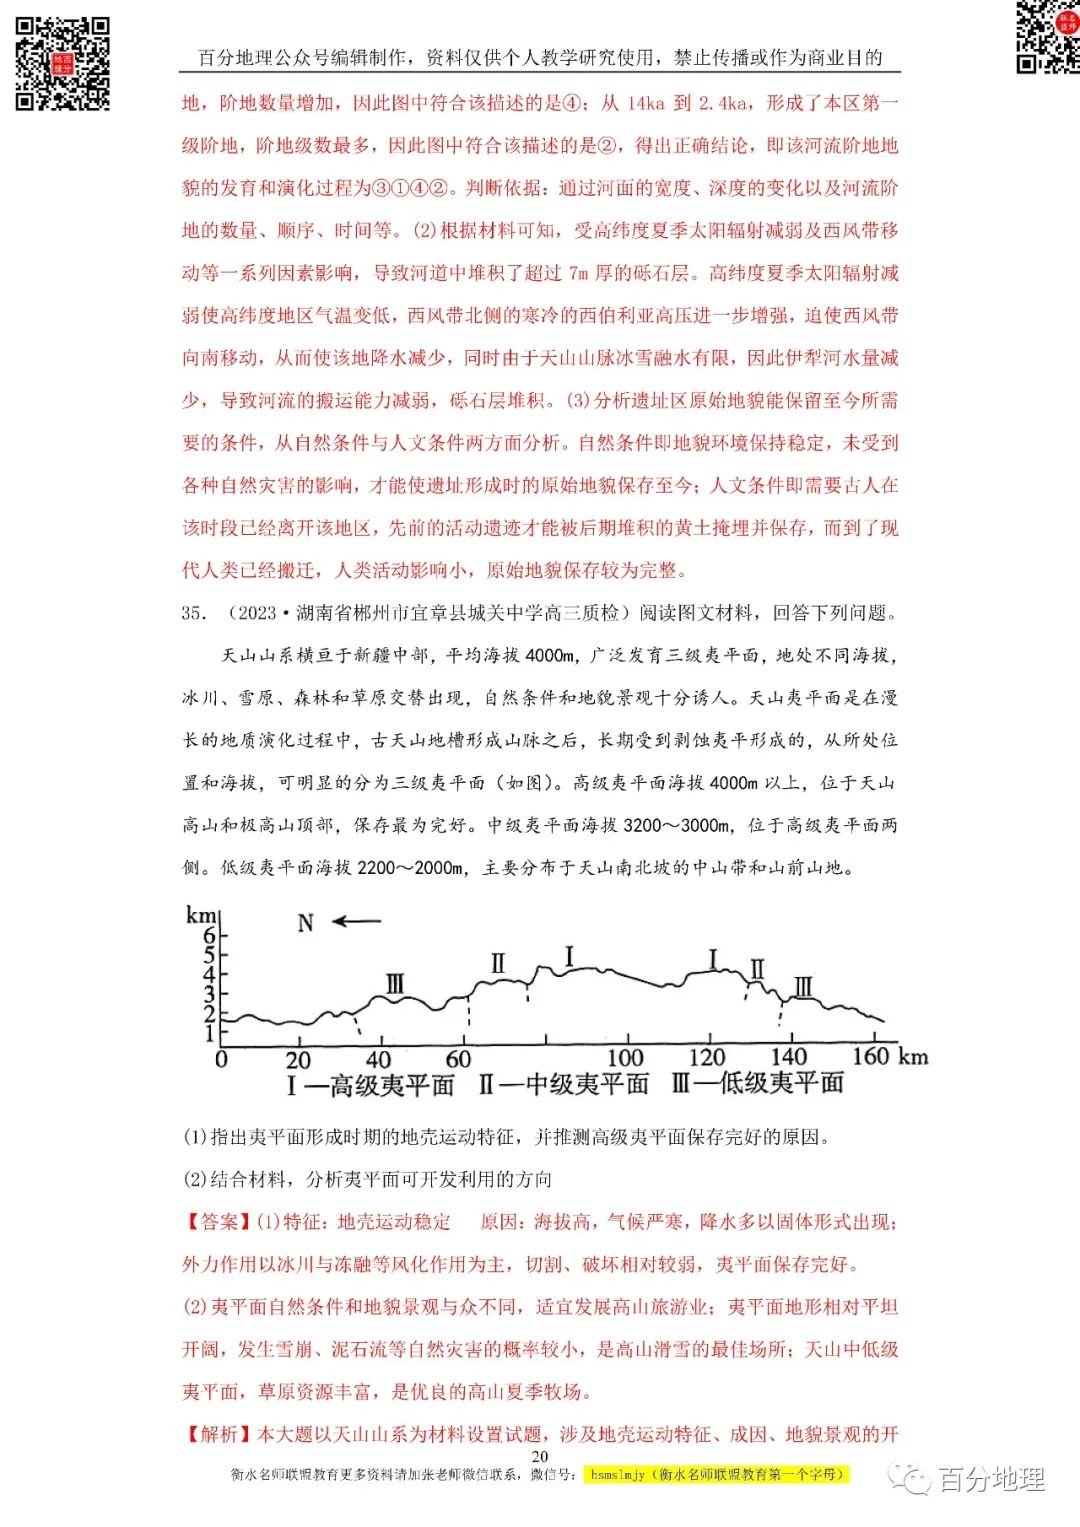 百分地理公众号编辑制作，资料仅供个人教学研究使用，禁止传播或作为商业目的
地，阶地数量增加，因此图中符合该描述的是④；从 14ka 到 2.4ka，形成了本区第一
级阶地，阶地级数最多，因此图中符合该描述的是②，得出正确结论，即该河流阶地地
貌的发育和演化过程为③①④②。判断依据：通过河面的宽度、深度的变化以及河流阶
地的数量、顺序、时间等。(2)根据材料可知，受高纬度夏季太阳辐射减弱及西风带移
动等一系列因素影响，导致河道中堆积了超过 7m 厚的砾石层。高纬度夏季太阳辐射减
弱使高纬度地区气温变低，西风带北侧的寒冷的西伯利亚高压进一步增强，迫使西风带
向南移动，从而使该地降水减少，同时由于天山山脉冰雪融水有限，因此伊犁河水量减
少，导致河流的搬运能力减弱，砾石层堆积。(3)分析遗址区原始地貌能保留至今所需
要的条件，从自然条件与人文条件两方面分析。自然条件即地貌环境保持稳定，未受到
各种自然灾害的影响，才能使遗址形成时的原始地貌保存至今；人文条件即需要古人在
该时段已经离开该地区，先前的活动遗迹才能被后期堆积的黄土掩埋并保存，而到了现
代人类已经搬迁，人类活动影响小，原始地貌保存较为完整。
35．（2023·湖南省郴州市宜章县城关中学高三质检）阅读图文材料，回答下列问题。
天山山系横亘于新疆中部，平均海拔 4000m，广泛发育三级夷平面，地处不同海拔，
冰川、雪原、森林和草原交替出现，自然条件和地貌景观十分诱人。天山夷平面是在漫
长的地质演化过程中，古天山地槽形成山脉之后，长期受到剥蚀夷平形成的，从所处位
置和海拔，可明显的分为三级夷平面（如图）。高级夷平面海拔 4000m 以上，位于天山
高山和极高山顶部，保存最为完好。中级夷平面海拔 3200～3000m，位于高级夷平面两
侧。低级夷平面海拔 2200～2000m，主要分布于天山南北坡的中山带和山前山地。
km
N
6
5
4
3
2
1
Ⅲ Ⅱ Ⅰ Ⅰ Ⅱ Ⅲ
0 20 40 60 100 120 140 160 km
Ⅰ—高级夷平面 Ⅱ—中级夷平面 Ⅲ—低级夷平面
(1)指出夷平面形成时期的地壳运动特征，并推测高级夷平面保存完好的原因。
(2)结合材料，分析夷平面可开发利用的方向
【答案】(1)特征：地壳运动稳定 原因：海拔高，气候严寒，降水多以固体形式出现；
外力作用以冰川与冻融等风化作用为主，切割、破坏相对较弱，夷平面保存完好。
(2)夷平面自然条件和地貌景观与众不同，适宜发展高山旅游业；夷平面地形相对平坦
开阔，发生雪崩、泥石流等自然灾害的概率较小，是高山滑雪的最佳场所；天山中低级
夷平面，草原资源丰富，是优良的高山夏季牧场。
【解析】本大题以天山山系为材料设置试题，涉及地壳运动特征、成因、地貌景观的开
20
衡水名师联盟教育更多资料请加张老师微信联系，微信号： hsmslmjy（衡水名师联盟教育第一个字母）
百分地理